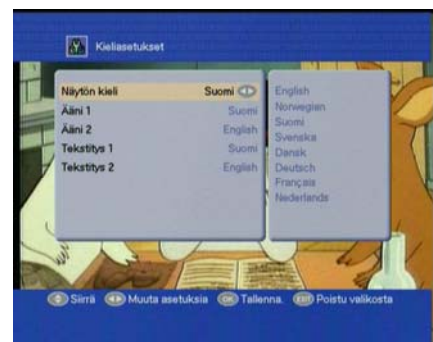 Kieliasetukset
Näytön kieli Suomi
Ääni 1 Suomi
Ääni 2 English
Tekstitys 1 Suomi
Tekstitys 2 English
English
Norwegian
Suomi
Svenska
Dansk
Deutsch
Français
Nederlands
Siirrä Muuta asetuksia OK Tallenna. EXIT Poistu valikosta